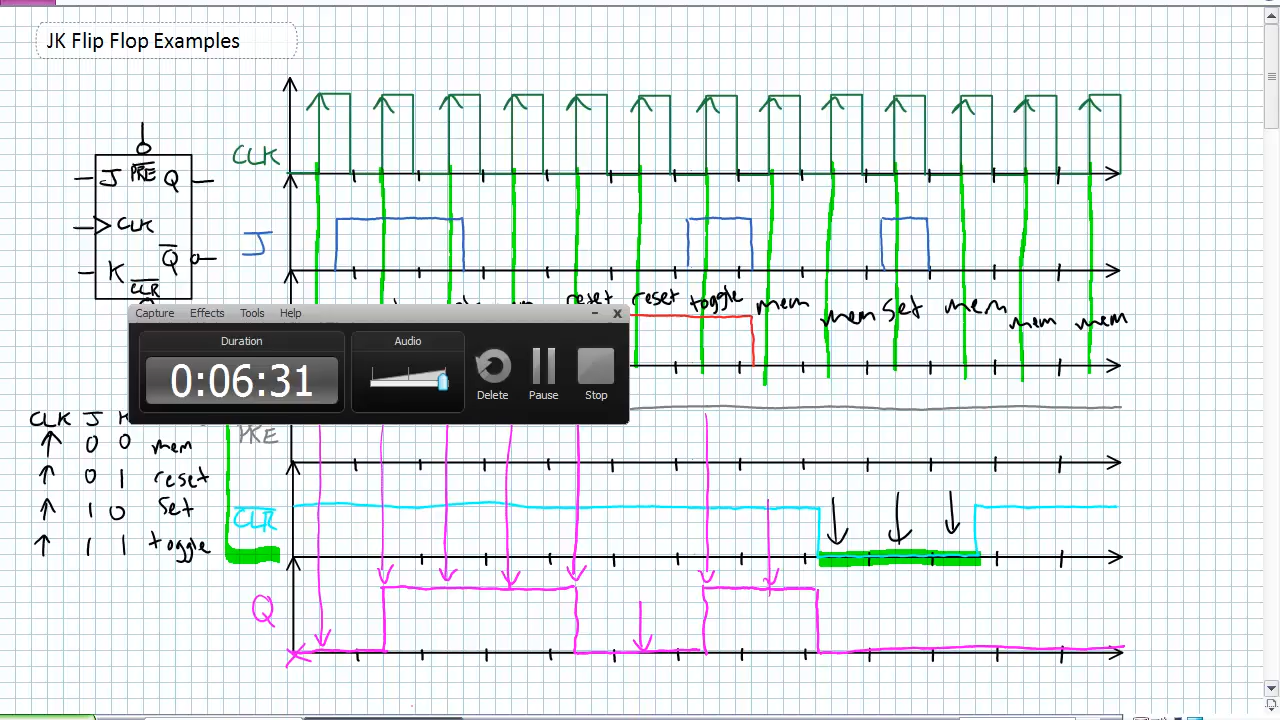 JK Flip Flop Examples
CLK
J PRE Q
CLK
K CLR Q
J
reset reset toggle mem mem set mem mem mem
Capture Effects Tools Help
Duration Audio
0:06:31
Delete Pause Stop
CLK J K
PRE
↑ 0 0 mem
↑ 0 1 reset
↑ 1 0 set
↑ 1 1 toggle
CLR
Q